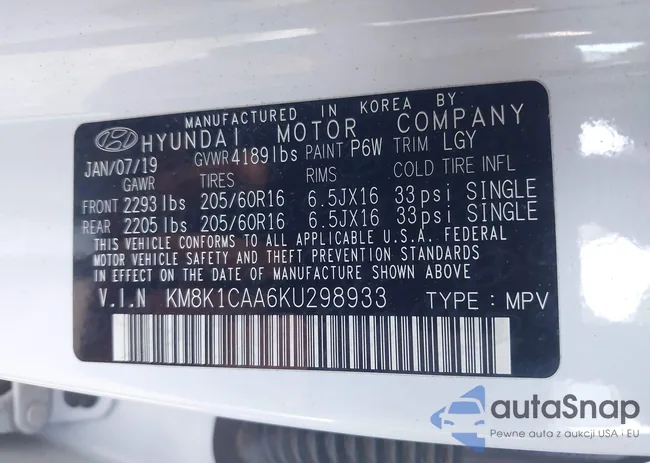 MANUFACTURED IN KOREA BY
HYUNDAI MOTOR COMPANY
JAN/07/19 GVWR 4189lbs PAINT P6W TRIM LGY
GAWR TIRES RIMS COLD TIRE INFL
FRONT 2293lbs 205/60R16 6.5JX16 33psi SINGLE
REAR 2205lbs 205/60R16 6.5JX16 33psi SINGLE
THIS VEHICLE CONFORMS TO ALL APPLICABLE U.S.A. FEDERAL
MOTOR VEHICLE SAFETY AND THEFT PREVENTION STANDARDS
IN EFFECT ON THE DATE OF MANUFACTURE SHOWN ABOVE.
V.I.N KM8K1CAA6KU298933 TYPE : MPV
autaSnap
Pewne auta z aukcji USA i EU